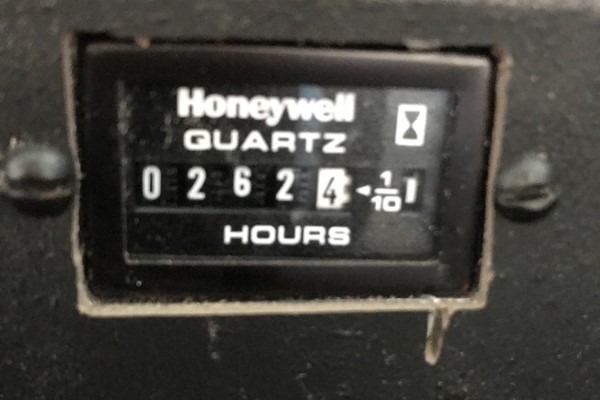 Honeywell
QUARTZ
0 2 6 2 4 ◄ 1/10
HOURS